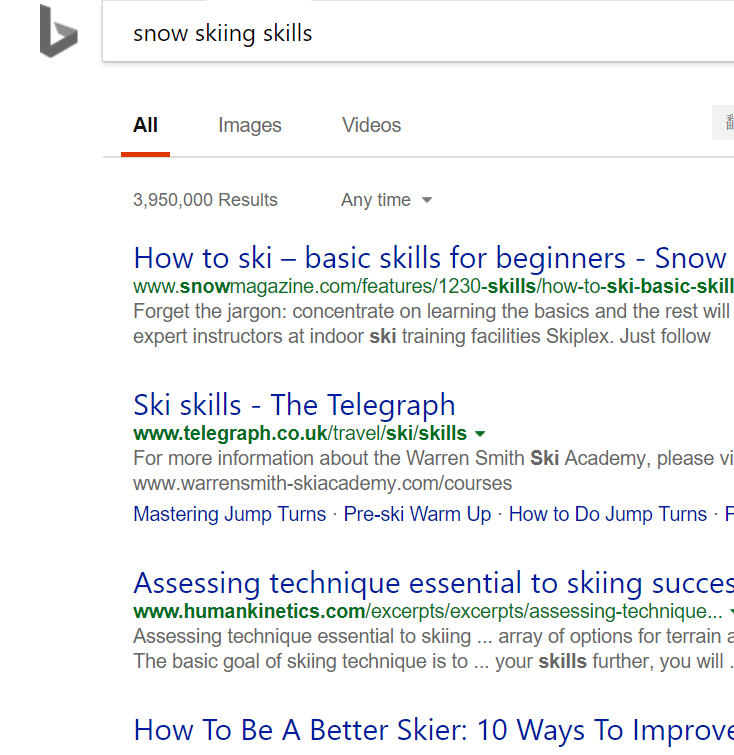 snow skiing skills
All Images Videos
3,950,000 Results Any time
How to ski – basic skills for beginners - Snow
www.snowmagazine.com/features/1230-skills/how-to-ski-basic-skill
Forget the jargon: concentrate on learning the basics and the rest will
expert instructors at indoor ski training facilities Skiplex. Just follow
Ski skills - The Telegraph
www.telegraph.co.uk/travel/ski/skills
For more information about the Warren Smith Ski Academy, please vi
www.warrensmith-skiacademy.com/courses
Mastering Jump Turns · Pre-ski Warm Up · How to Do Jump Turns ·
Assessing technique essential to skiing succes
www.humankinetics.com/excerpts/excerpts/assessing-technique...
Assessing technique essential to skiing ... array of options for terrain a
The basic goal of skiing technique is to ... your skills further, you will .
How To Be A Better Skier: 10 Ways To Improve